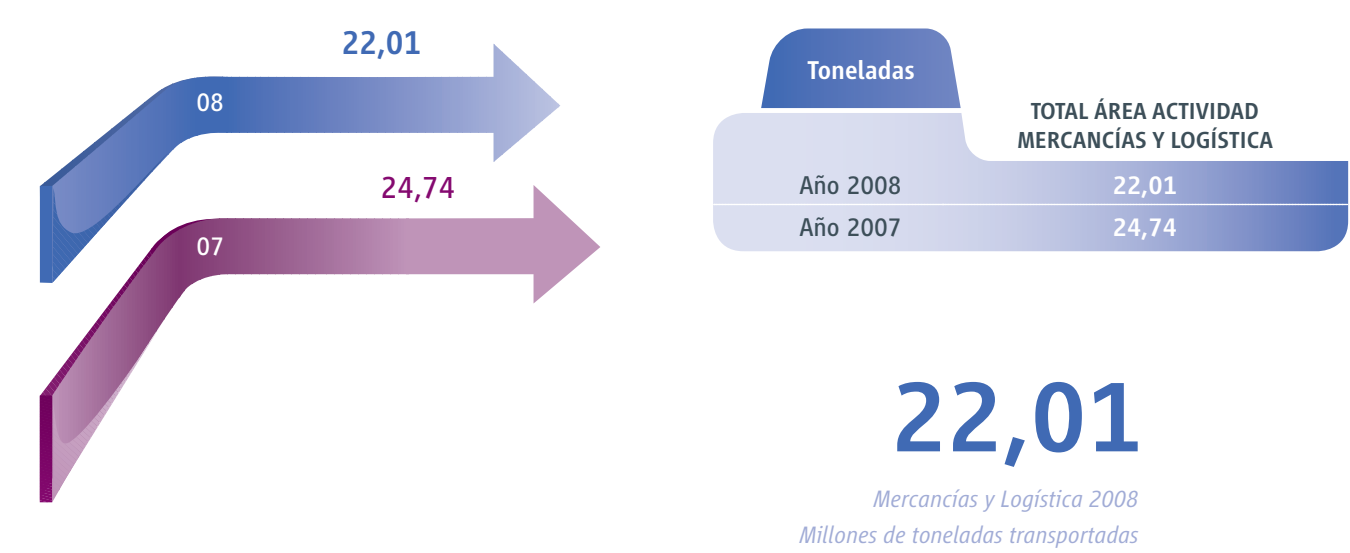 22,01
08
24,74
07
Toneladas
TOTAL ÁREA ACTIVIDAD
MERCANCÍAS Y LOGÍSTICA
Año 2008 22,01
Año 2007 24,74
22,01
Mercancías y Logística 2008
Millones de toneladas transportadas